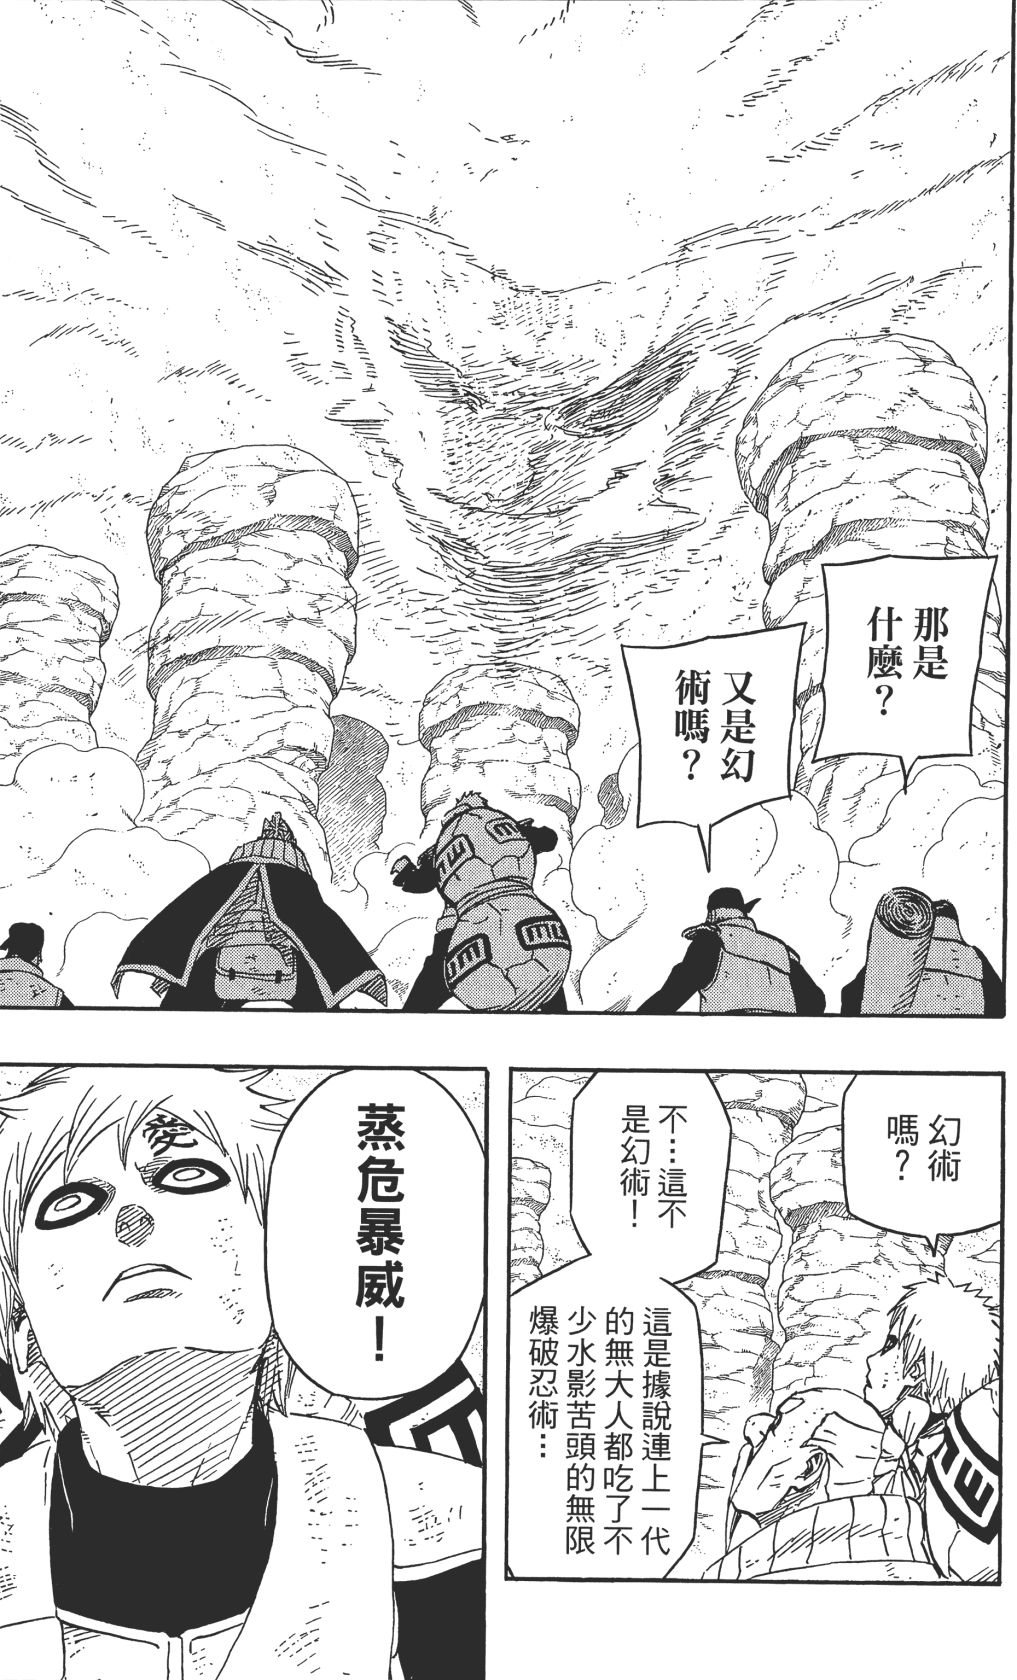 那是
什麼？
又是幻
術嗎？
幻術
嗎？
不…這不
是幻術！
這是據說連上一代
的無大人都吃了不
少水影苦頭的無限
爆破忍術…
蒸危暴威！
愛